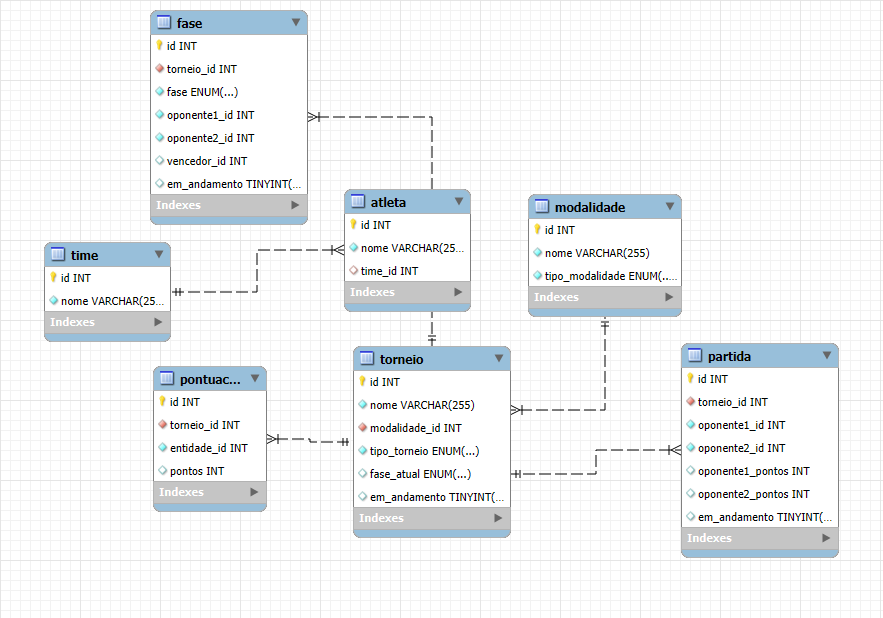 fase
id INT
torneio_id INT
fase ENUM(...)
oponente1_id INT
oponente2_id INT
vencedor_id INT
em_andamento TINYINT(...
Indexes
time
id INT
nome VARCHAR(25...
Indexes
atleta
id INT
nome VARCHAR(25...
time_id INT
Indexes
modalidade
id INT
nome VARCHAR(255)
tipo_modalidade ENUM(...
Indexes
pontuac...
id INT
torneio_id INT
entidade_id INT
pontos INT
Indexes
torneio
id INT
nome VARCHAR(255)
modalidade_id INT
tipo_torneio ENUM(...)
fase_atual ENUM(...)
em_andamento TINYINT(...
Indexes
partida
id INT
torneio_id INT
oponente1_id INT
oponente2_id INT
oponente1_pontos INT
oponente2_pontos INT
em_andamento TINYINT(...
Indexes